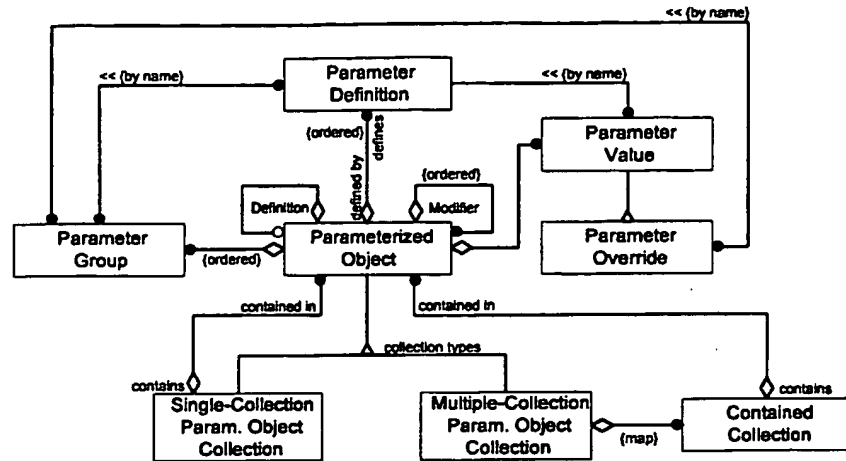 << {by name}
<< {by name}
Parameter
Definition
<< {by name}
{ordered}
defines
defined by
Parameter
Value
{ordered}
Definition
Modifier
Parameter
Group
{ordered}
Parameterized
Object
Parameter
Override
contained in
contained in
collection types
contains
contains
Single-Collection
Param. Object
Collection
Multiple-Collection
Param. Object
Collection
{map}
Contained
Collection